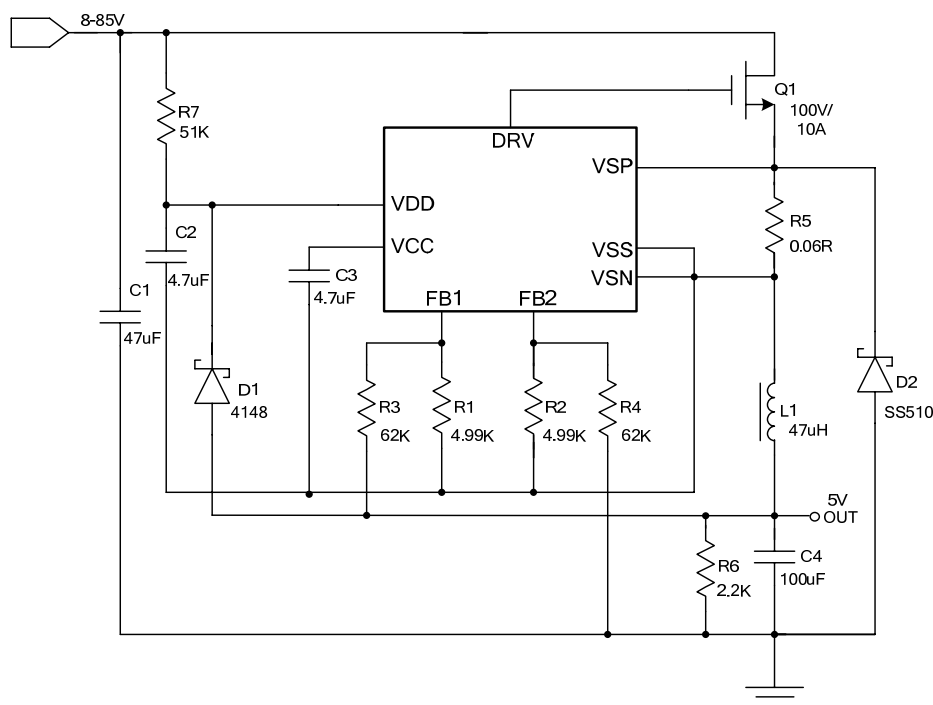 8-85V
Q1
100V/
10A
R7
51K
DRV
VSP
VDD
C2
4.7uF
VCC
VSS
VSN
R5
0.06R
C3
4.7uF
C1
47uF
FB1
FB2
D1
4148
R3
62K
R1
4.99K
R2
4.99K
R4
62K
L1
47uH
D2
SS510
5V
OUT
R6
2.2K
C4
100uF